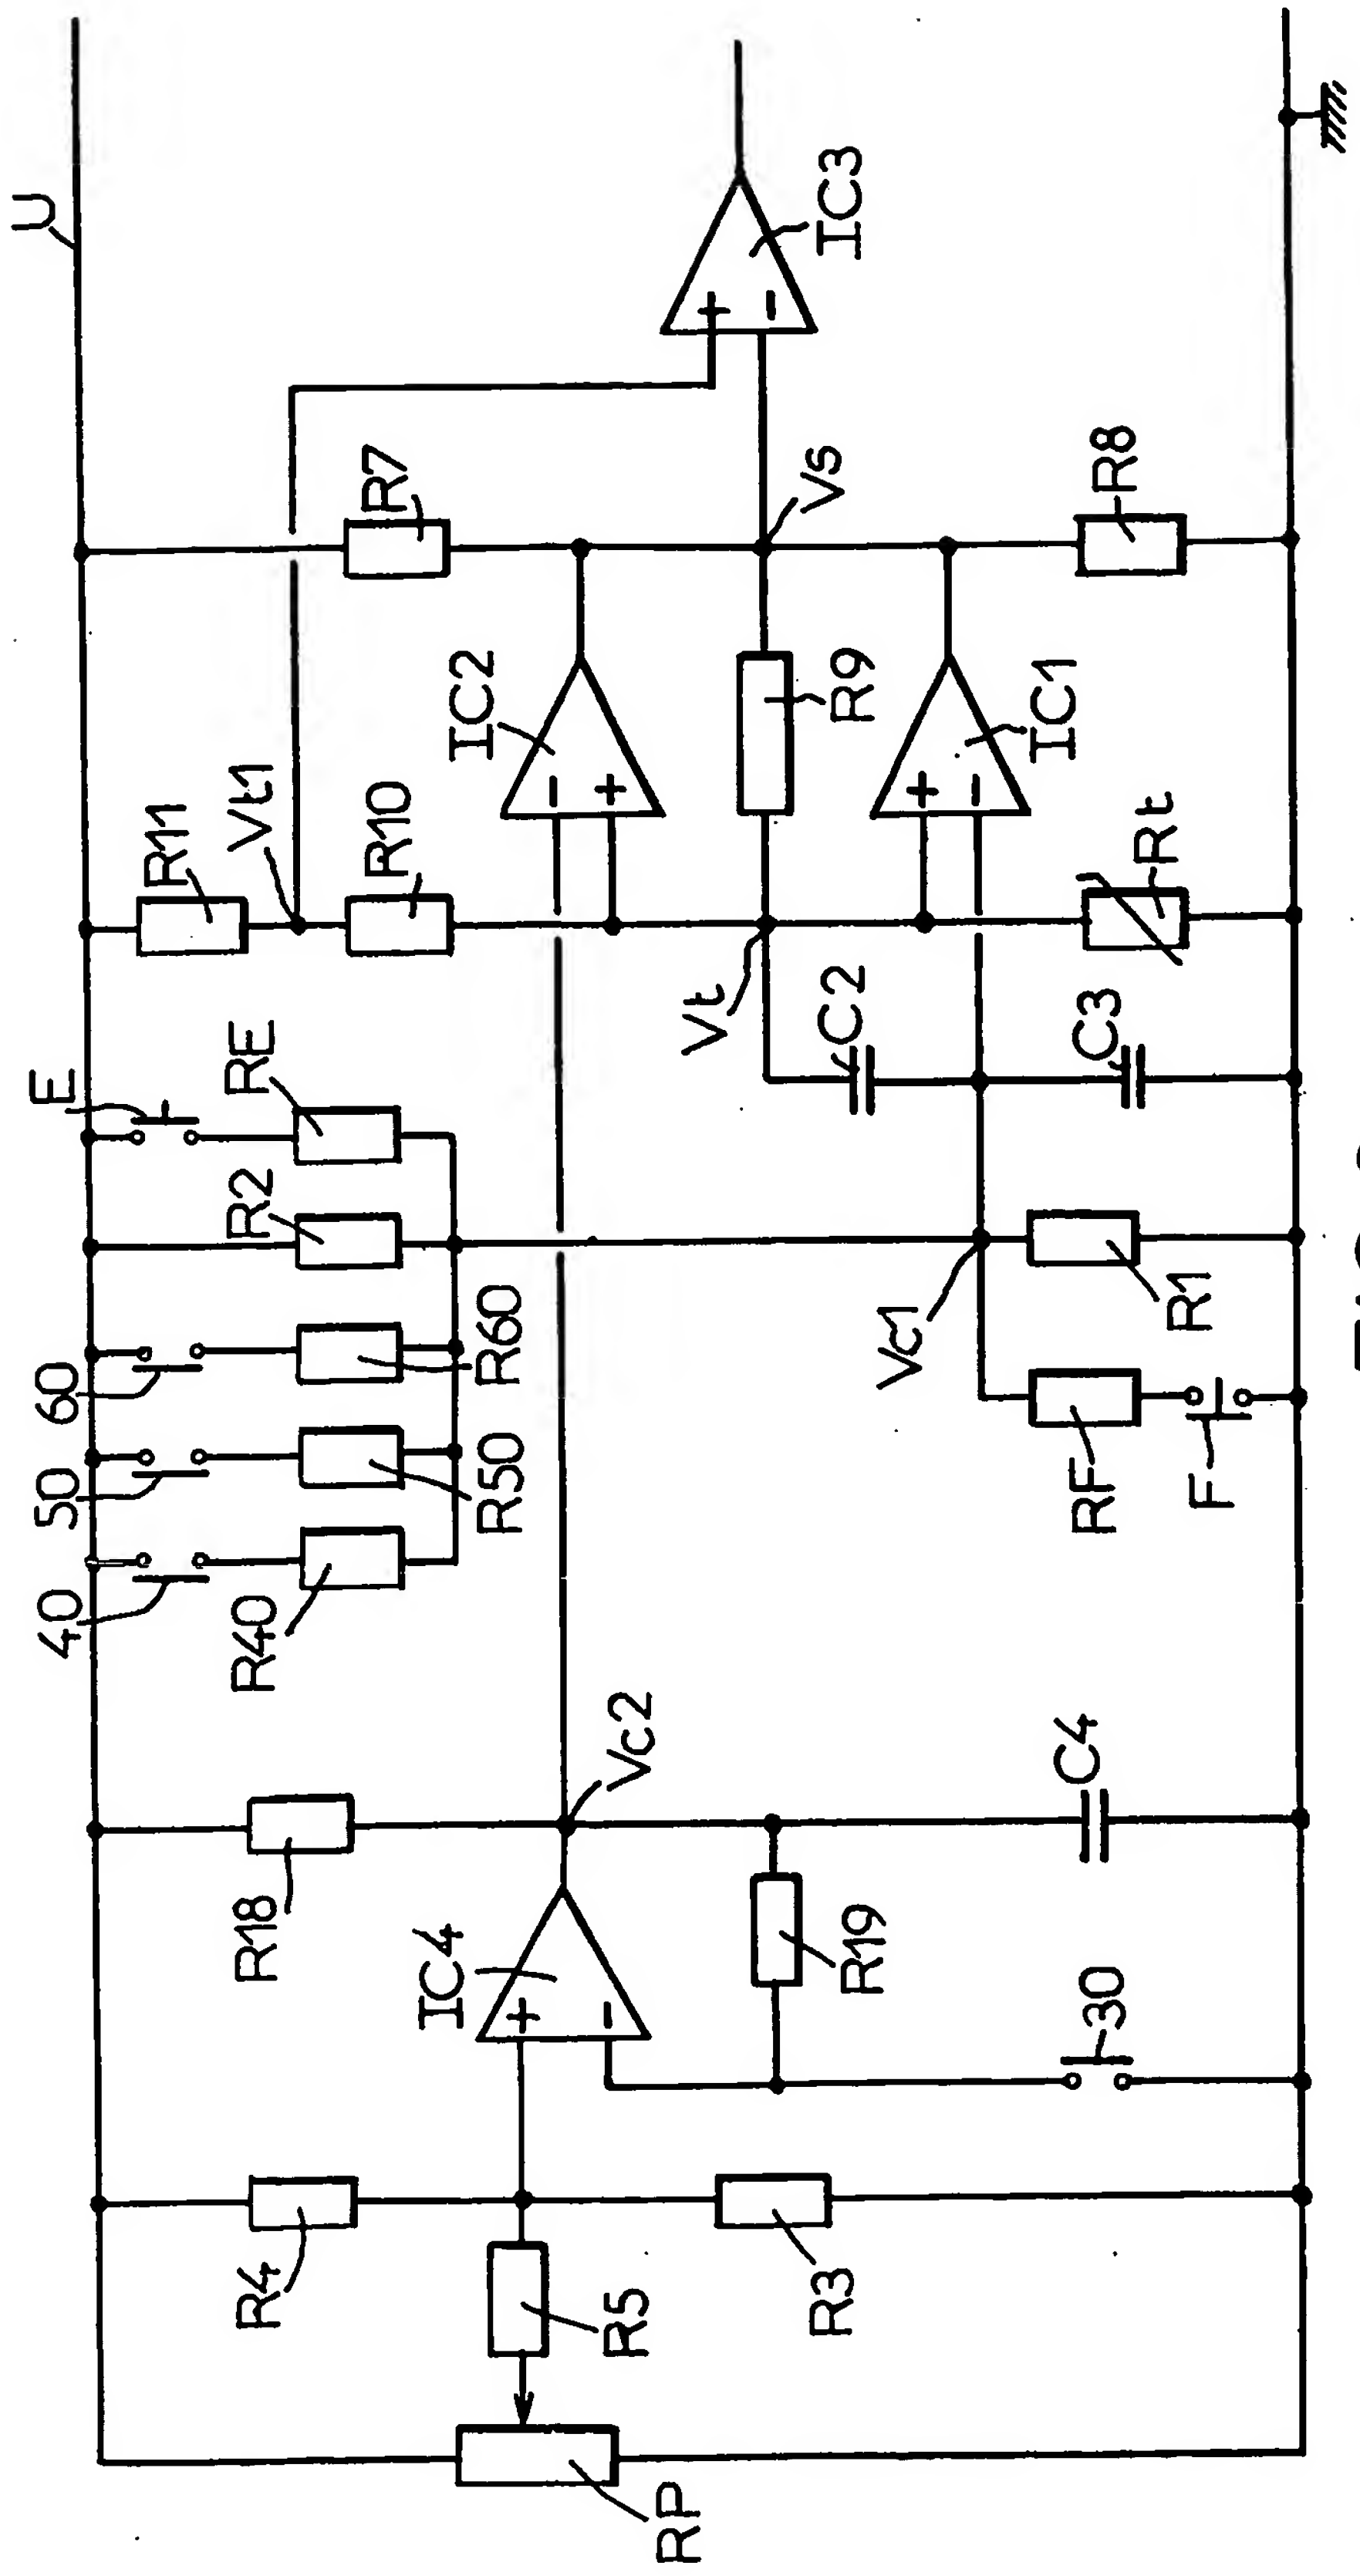 U
IC3
R7
Vs
R8
IC2
R9
IC1
R11
Vt1
R10
Rt
Vt
C2
C3
E
RE
R2
R60
Vc1
R1
60
50
R50
RF
F
40
R40
Vc2
C4
R18
IC4
R19
30
R4
R5
R3
RP
+
-
-
+
+
-
+
-